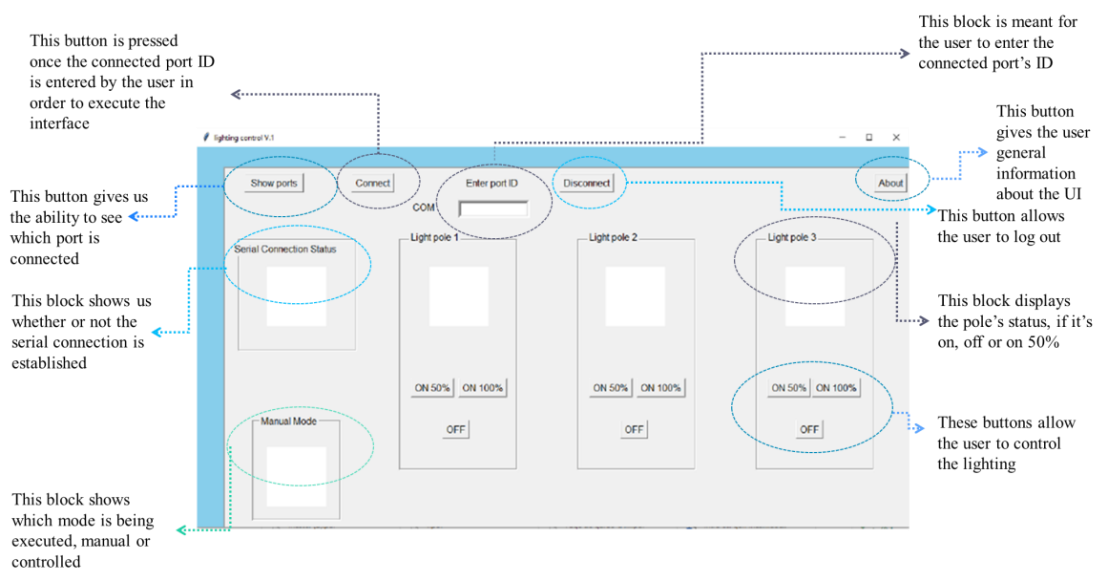 This block is meant for
the user to enter the
connected port's ID
This button is pressed
once the connected port ID
is entered by the user in
order to execute the
interface
This button
gives the user
general
information
about the UI
lighting control V.1
Show ports
Connect
Enter port ID
Disconnect
About
COM
This button gives us
the ability to see
which port is
connected
This button allows
the user to log out
Serial Connection Status
Light pole 1
Light pole 2
Light pole 3
This block shows us
whether or not the
serial connection is
established
This block displays
the pole's status, if it's
on, off or on 50%
ON 50% ON 100%
ON 50% ON 100%
ON 50% ON 100%
OFF
OFF
OFF
Manual Mode
These buttons allow
the user to control
the lighting
This block shows
which mode is being
executed, manual or
controlled